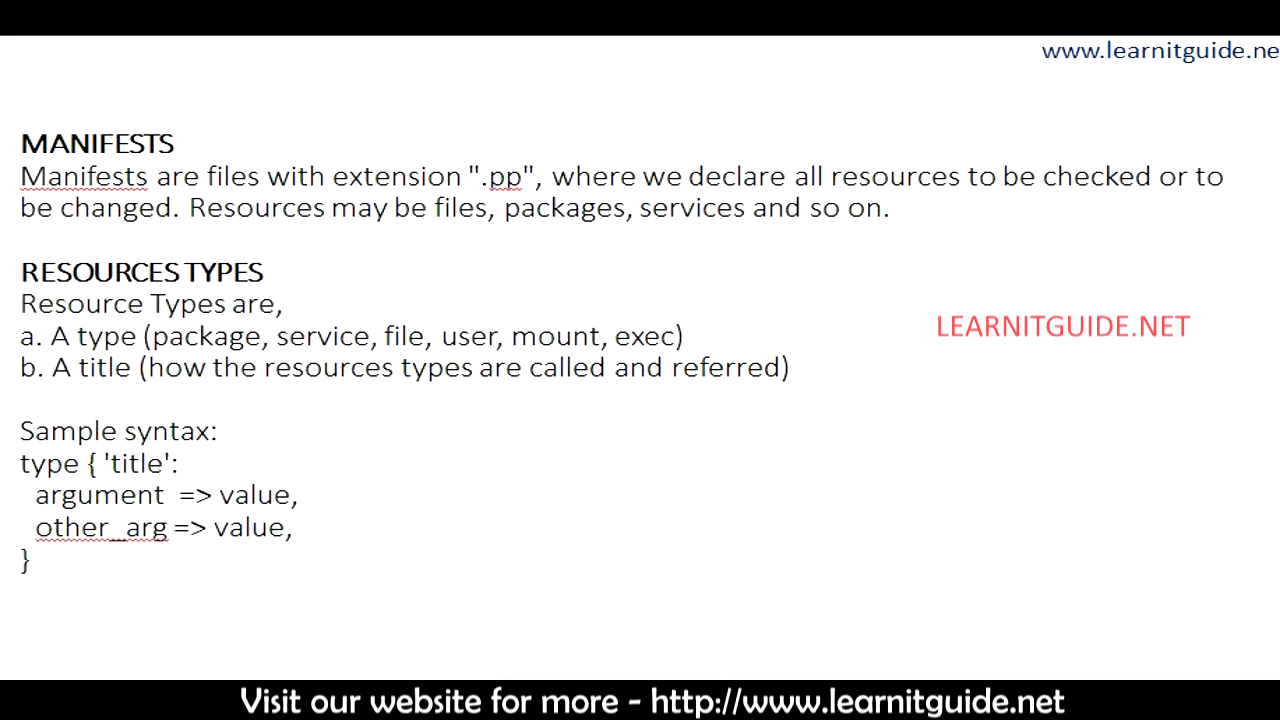 www.learnitguide.ne
MANIFESTS
Manifests are files with extension ".pp", where we declare all resources to be checked or to
be changed. Resources may be files, packages, services and so on.
RESOURCES TYPES
Resource Types are,
a. A type (package, service, file, user, mount, exec)
LEARNITGUIDE.NET
b. A title (how the resources types are called and referred)
Sample syntax:
type { 'title':
argument => value,
other_arg => value,
}
Visit our website for more - http://www.learnitguide.net